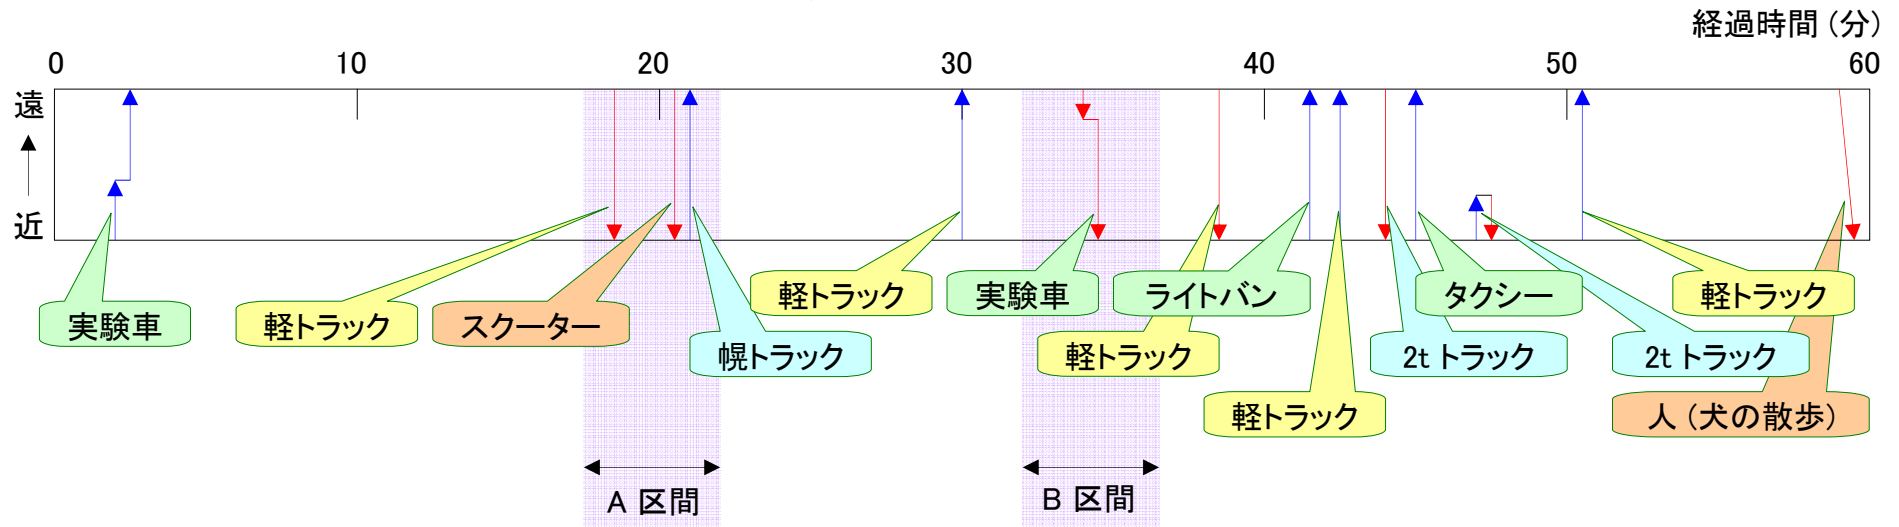 経過時間 (分)
0 10 20 30 40 50 60
遠
近
実験車
軽トラック
スクーター
幌トラック
軽トラック
実験車
軽トラック
ライトバン
軽トラック
2t トラック
タクシー
2t トラック
軽トラック
人 (犬の散歩)
A 区間
B 区間